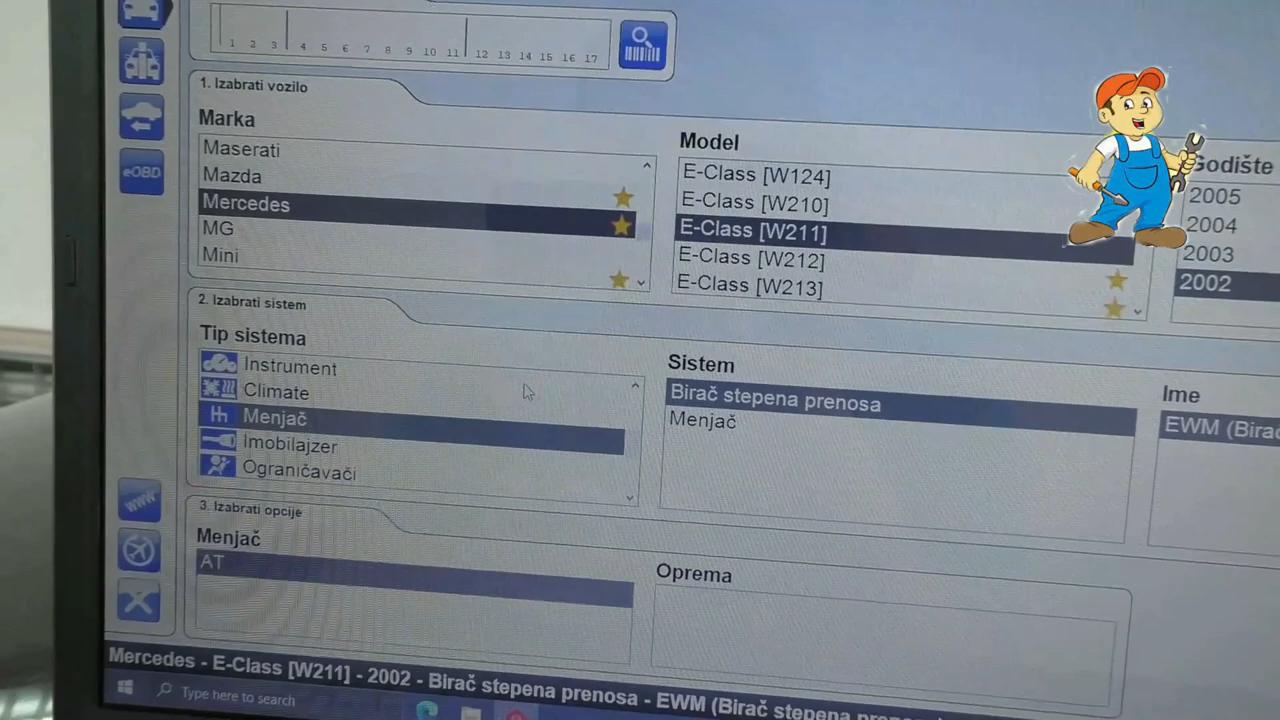 1 2 3 4 5 6 7 8 9 10 11 12 13 14 15 16 17
1. Izabrati vozilo
Marka
Maserati
Mazda
Mercedes
MG
Mini
Model
E-Class [W124]
E-Class [W210]
E-Class [W211]
E-Class [W212]
E-Class [W213]
Godište
2005
2004
2003
2002
eOBD
2. Izabrati sistem
Tip sistema
Instrument
Climate
Menjač
Imobilajzer
Ograničavači
Sistem
Birač stepena prenosa
Menjač
Ime
EWM (Birač
www
3. Izabrati opcije
Menjač
AT
Oprema
Mercedes - E-Class [W211] - 2002 - Birač stepena prenosa - EWM (Birač stepena
Type here to search